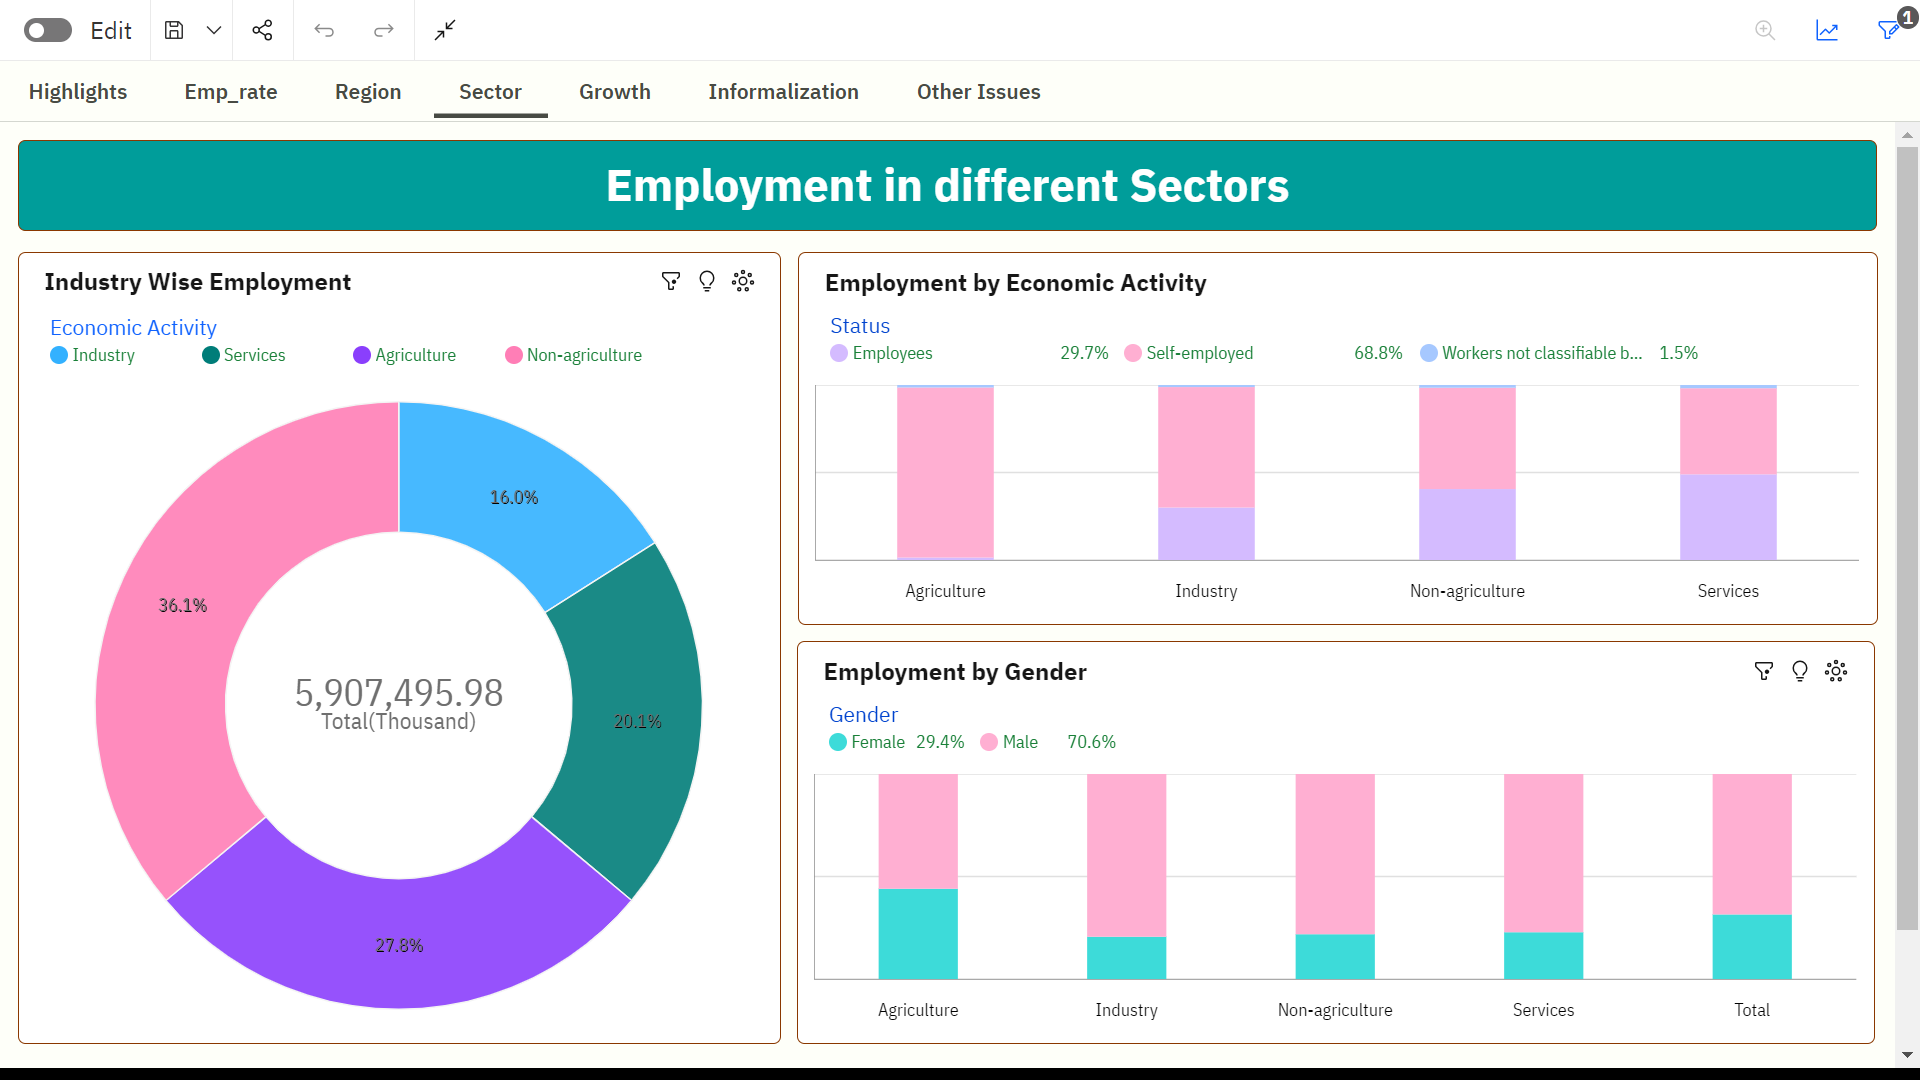 Edit
1
Highlights Emp_rate Region Sector Growth Informalization Other Issues
Employment in different Sectors
Industry Wise Employment
Economic Activity
Industry Services Agriculture Non-agriculture
16.0%
36.1%
5,907,495.98
Total(Thousand)
20.1%
27.8%
Employment by Economic Activity
Status
Employees 29.7% Self-employed 68.8% Workers not classifiable b... 1.5%
Agriculture Industry Non-agriculture Services
Employment by Gender
Gender
Female 29.4% Male 70.6%
Agriculture Industry Non-agriculture Services Total